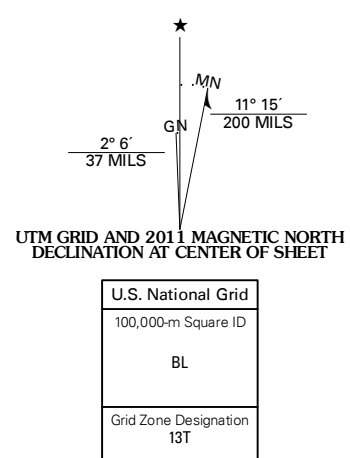 ★
MN
11° 15´
200 MILS
GN
2° 6´
37 MILS
UTM GRID AND 2011 MAGNETIC NORTH
DECLINATION AT CENTER OF SHEET
U.S. National Grid
100,000-m Square ID
BL
Grid Zone Designation
13T